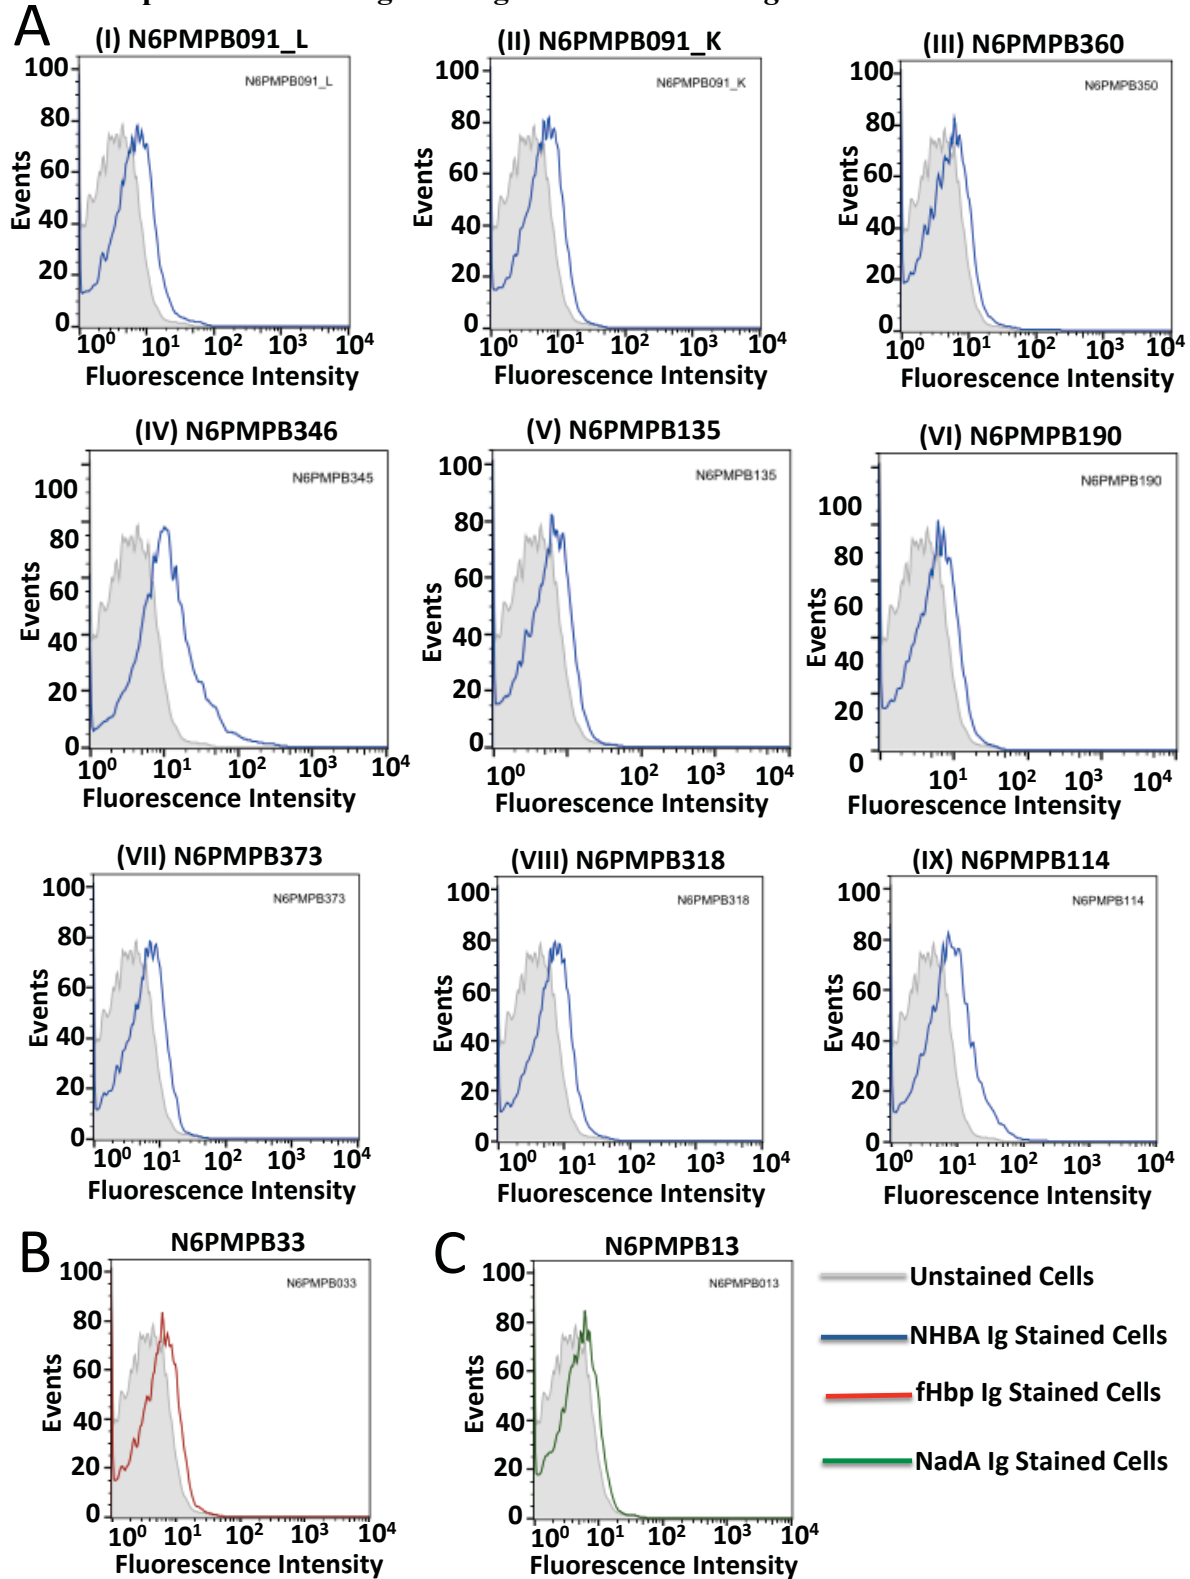 A
(I) N6PMPB091_L
(II) N6PMPB091_K
(III) N6PMPB360
100
80
60
40
20
0
Events
N6PMPB091_L
10⁰ 10¹ 10² 10³ 10⁴
Fluorescence Intensity
100
80
60
40
20
0
Events
N6PMPB091_K
10⁰ 10¹ 10² 10³ 10⁴
Fluorescence Intensity
100
80
60
40
20
0
Events
N6PMPB350
10⁰ 10¹ 10² 10³ 10⁴
Fluorescence Intensity
(IV) N6PMPB346
(V) N6PMPB135
(VI) N6PMPB190
100
80
60
40
20
0
Events
N6PMPB345
10⁰ 10¹ 10² 10³ 10⁴
Fluorescence Intensity
100
80
60
40
20
0
Events
N6PMPB135
10⁰ 10² 10³ 10⁴
Fluorescence Intensity
100
80
60
40
20
0
Events
N6PMPB190
10¹ 10² 10³ 10⁴
Fluorescence Intensity
(VII) N6PMPB373
(VIII) N6PMPB318
(IX) N6PMPB114
100
80
60
40
20
0
Events
N6PMPB373
10⁰ 10¹ 10² 10³ 10⁴
Fluorescence Intensity
100
80
60
40
20
0
Events
N6PMPB318
10⁰ 10¹ 10² 10³ 10⁴
Fluorescence Intensity
100
80
60
40
20
0
Events
N6PMPB114
10⁰ 10¹ 10² 10³ 10⁴
Fluorescence Intensity
B
N6PMPB33
100
80
60
40
20
0
Events
N6PMPB033
10⁰ 10¹ 10² 10³ 10⁴
Fluorescence Intensity
C
N6PMPB13
100
80
60
40
20
0
Events
N6PMPB013
10⁰ 10¹ 10² 10³ 10⁴
Fluorescence Intensity
Unstained Cells
NHBA Ig Stained Cells
fHbp Ig Stained Cells
NadA Ig Stained Cells